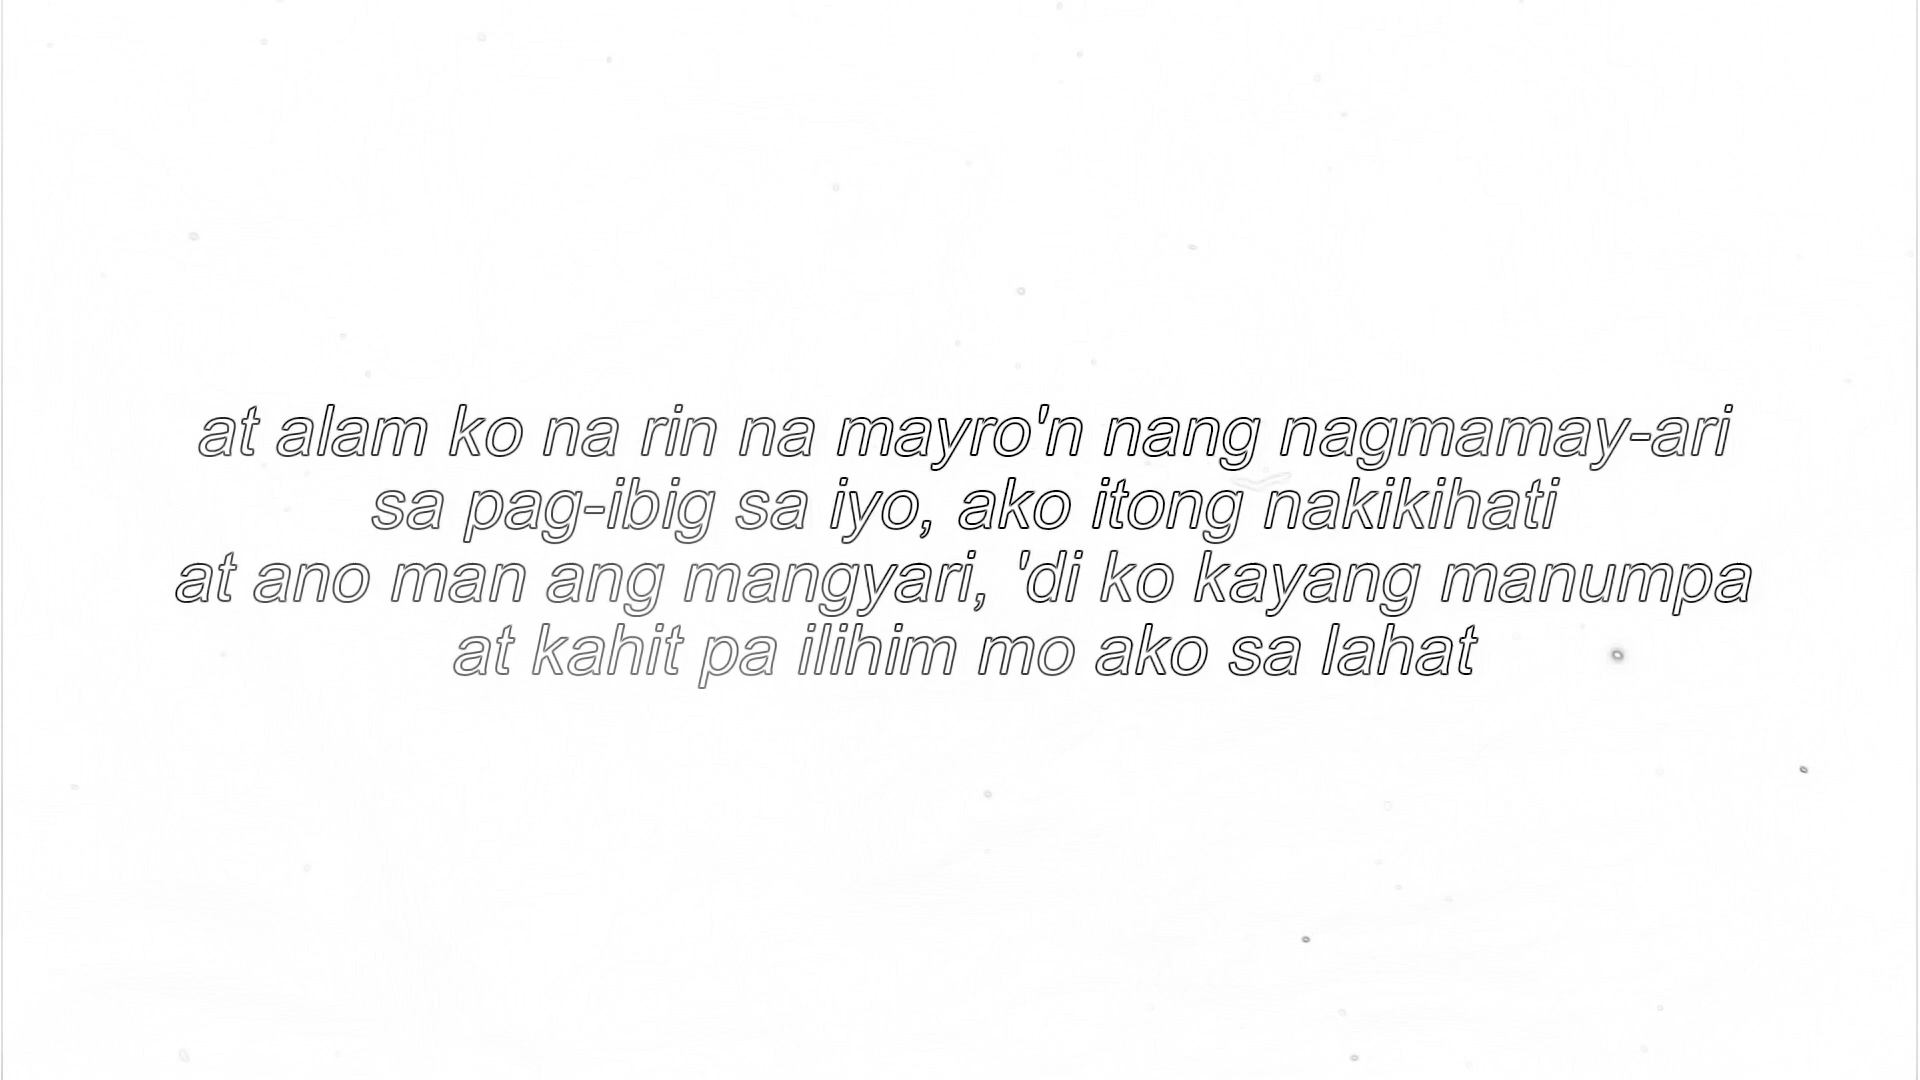 at alam ko na rin na mayro'n nang nagmamay-ari
sa pag-ibig sa iyo, ako itong nakikihati
at ano man ang mangyari, 'di ko kayang manumpa
at kahit pa ilihim mo ako sa lahat